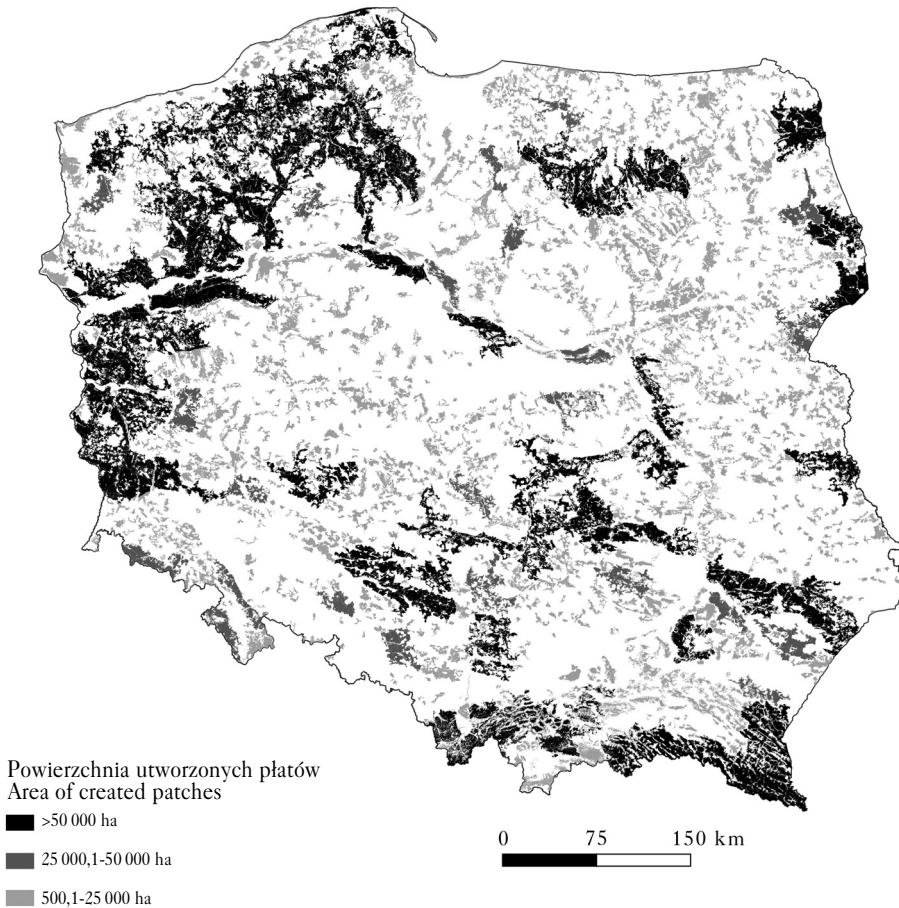 Powierzchnia utworzonych płatów
Area of created patches
>50 000 ha
25 000,1-50 000 ha
500,1-25 000 ha
0 75 150 km